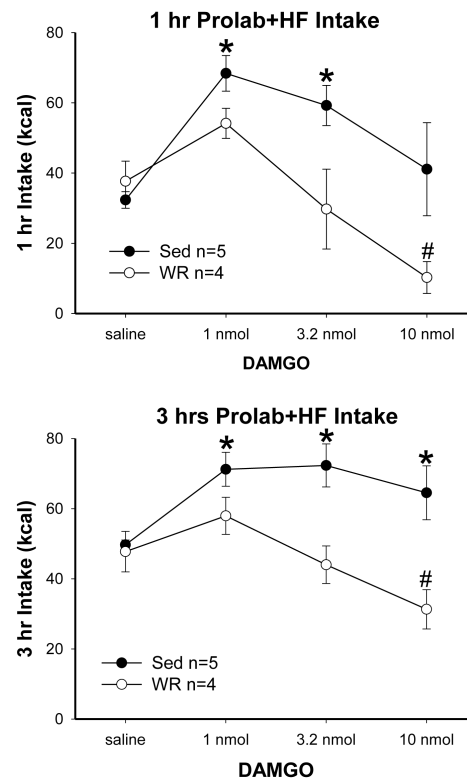 1 hr Prolab+HF Intake
80
60
40
20
0
1 hr Intake (kcal)
*
*
#
Sed n=5
WR n=4
saline 1 nmol 3.2 nmol 10 nmol
DAMGO
3 hrs Prolab+HF Intake
80
60
40
20
0
3 hr Intake (kcal)
*
*
*
#
Sed n=5
WR n=4
saline 1 nmol 3.2 nmol 10 nmol
DAMGO